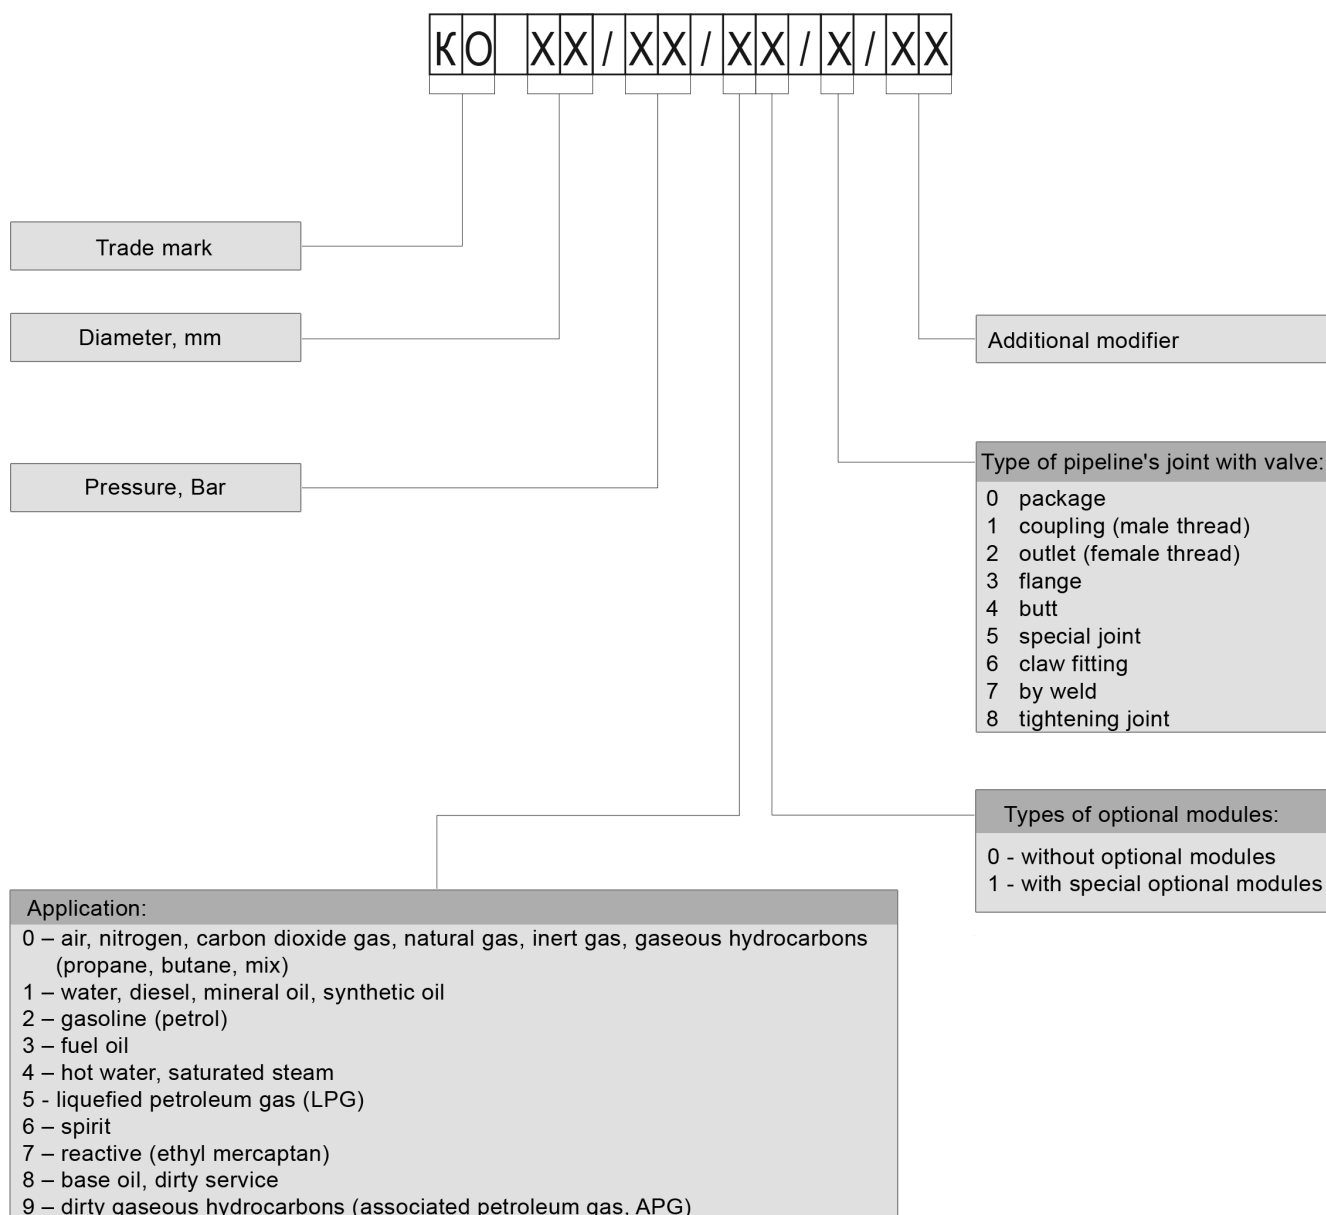 КО XX/XX/XX/X/XX
Trade mark
Diameter, mm
Additional modifier
Pressure, Bar
Type of pipeline's joint with valve:
0 package
1 coupling (male thread)
2 outlet (female thread)
3 flange
4 butt
5 special joint
6 claw fitting
7 by weld
8 tightening joint
Types of optional modules:
0 - without optional modules
1 - with special optional modules
Application:
0 – air, nitrogen, carbon dioxide gas, natural gas, inert gas, gaseous hydrocarbons
(propane, butane, mix)
1 – water, diesel, mineral oil, synthetic oil
2 – gasoline (petrol)
3 – fuel oil
4 – hot water, saturated steam
5 - liquefied petroleum gas (LPG)
6 – spirit
7 – reactive (ethyl mercaptan)
8 – base oil, dirty service
9 – dirty gaseous hydrocarbons (associated petroleum gas, APG)